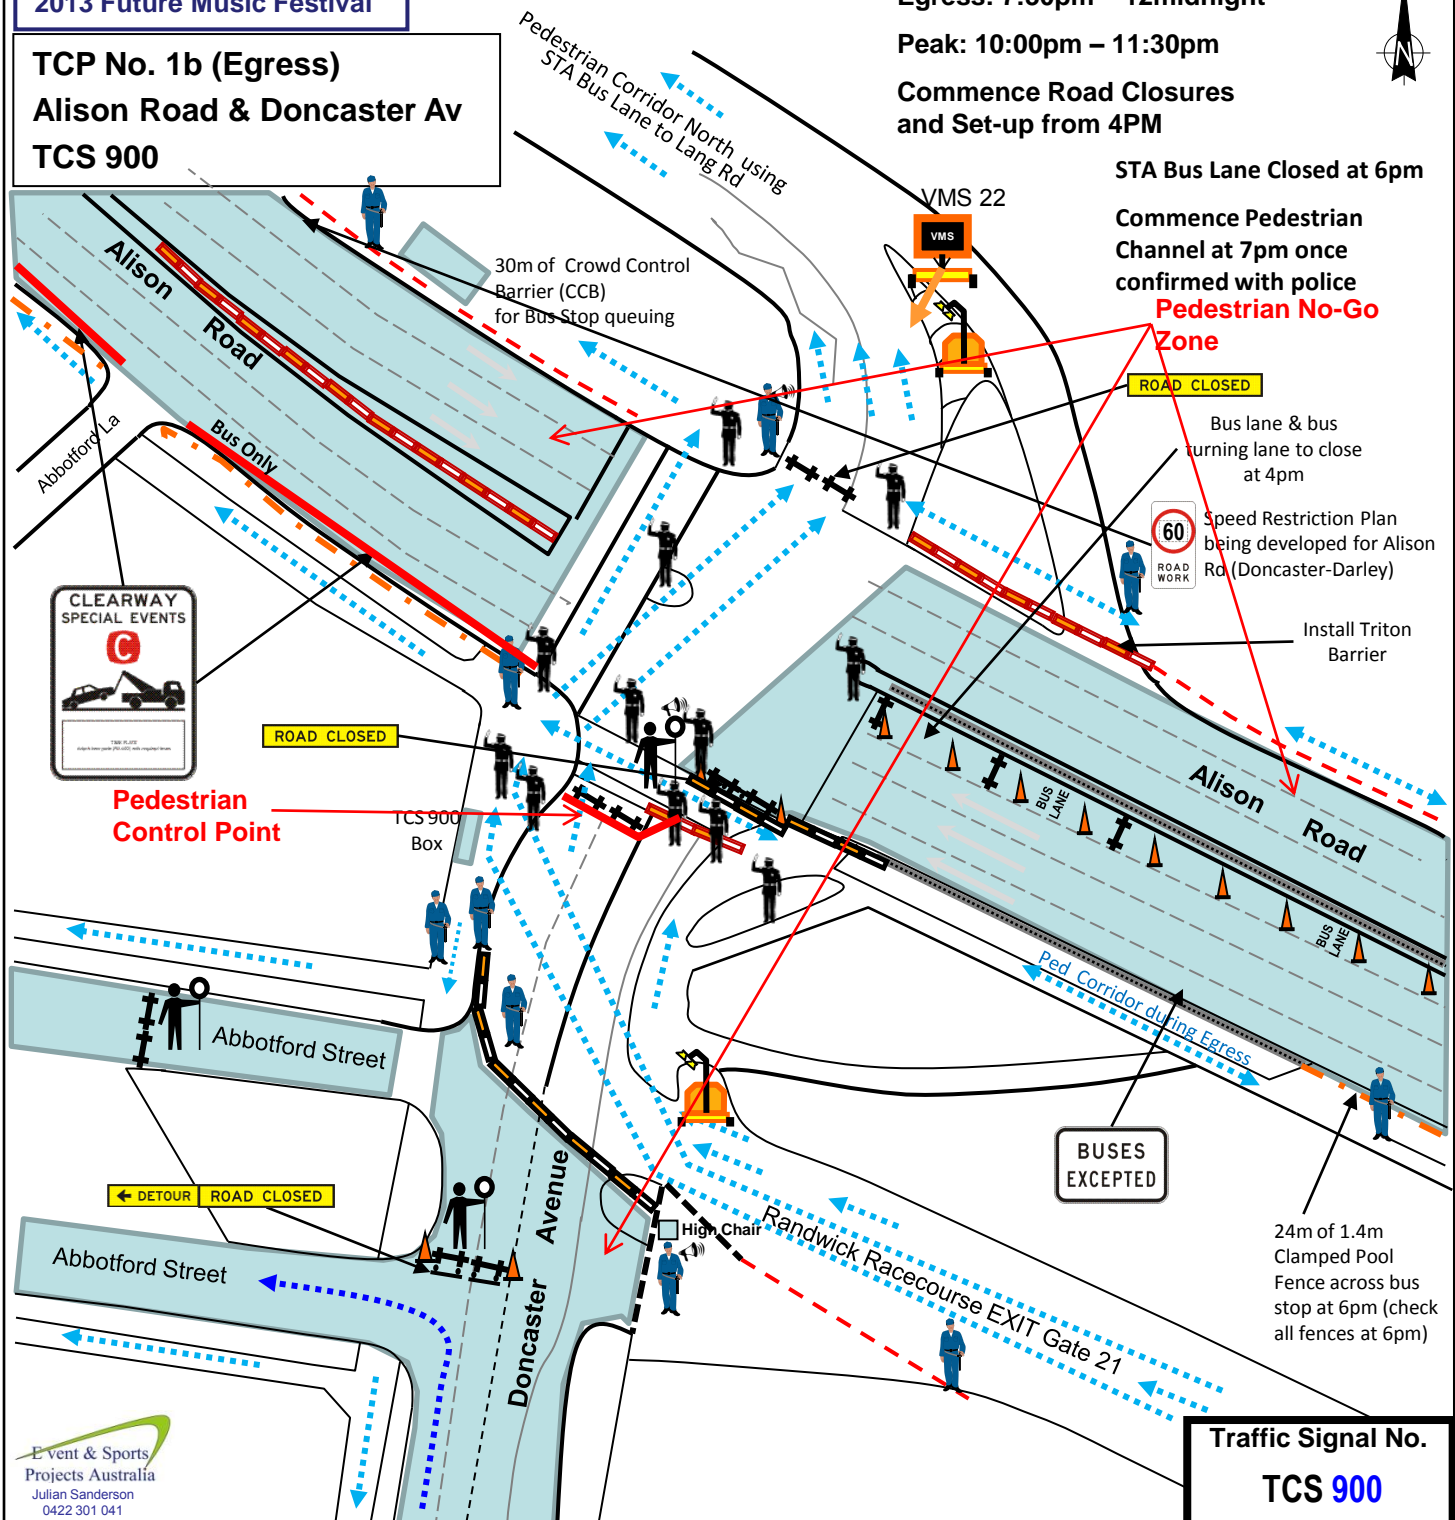 2013 Future Music Festival
TCP No. 1b (Egress)
Alison Road & Doncaster Av
TCS 900
Egress: 7:30pm – 12midnight
Peak: 10:00pm – 11:30pm
Commence Road Closures
and Set-up from 4PM
N
STA Bus Lane Closed at 6pm
Commence Pedestrian
Channel at 7pm once
confirmed with police
Pedestrian No-Go
Zone
Pedestrian Corridor North using
STA Bus Lane to Lang Rd
VMS 22
VMS
30m of Crowd Control
Barrier (CCB)
for Bus Stop queuing
Alison
Road
ROAD CLOSED
Bus lane & bus
turning lane to close
at 4pm
Abbotford La
Bus Only
60
ROAD
WORK
Speed Restriction Plan
being developed for Alison
Rd (Doncaster-Darley)
Install Triton
Barrier
CLEARWAY
SPECIAL EVENTS
C
ROAD CLOSED
Pedestrian
Control Point
TCS 900
Box
BUS
LANE
Alison
Road
BUS
LANE
Ped Corridor during Egress
Abbotford Street
BUSES
EXCEPTED
DETOUR
ROAD CLOSED
Abbotford Street
Doncaster Avenue
High Chair
Randwick Racecourse EXIT Gate 21
24m of 1.4m
Clamped Pool
Fence across bus
stop at 6pm (check
all fences at 6pm)
Event & Sports
Projects Australia
Julian Sanderson
0422 301 041
Traffic Signal No.
TCS 900